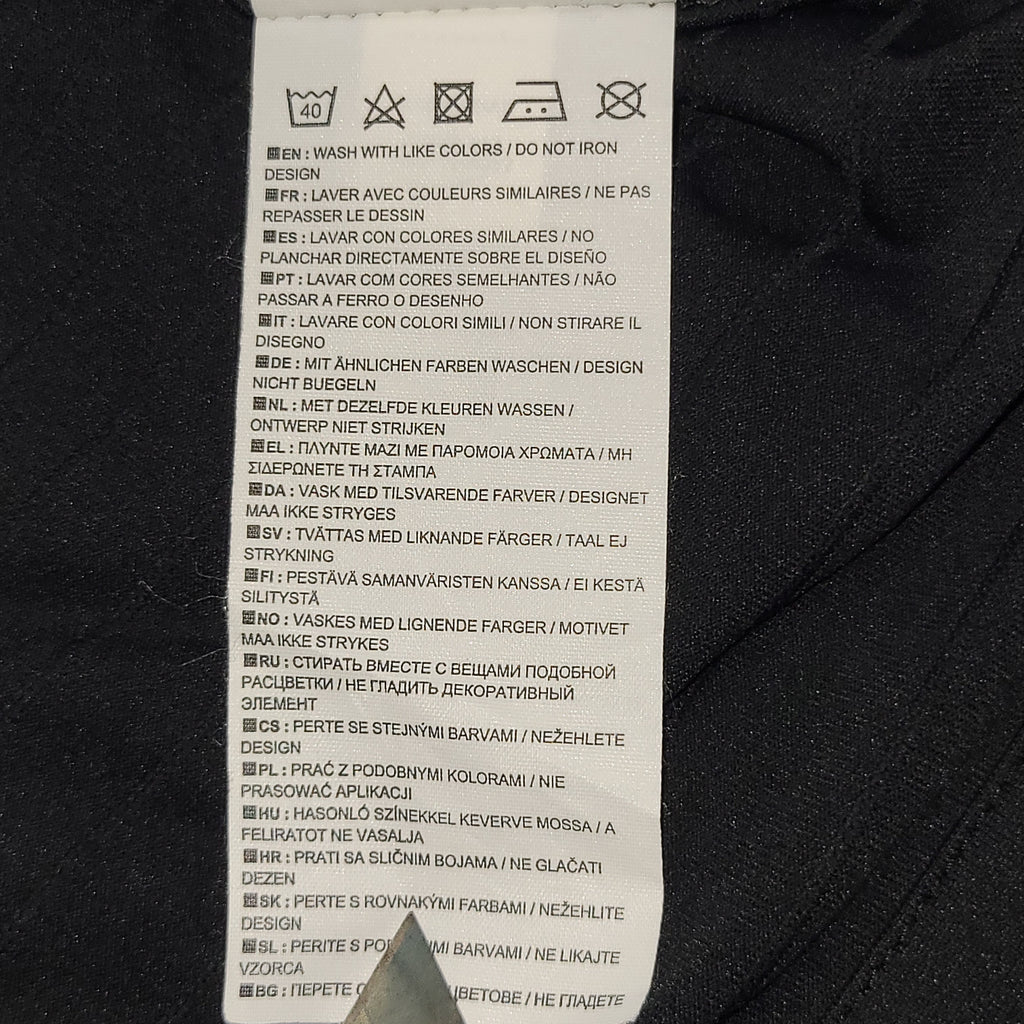 40
EN : WASH WITH LIKE COLORS / DO NOT IRON
DESIGN
FR : LAVER AVEC COULEURS SIMILAIRES / NE PAS
REPASSER LE DESSIN
ES : LAVAR CON COLORES SIMILARES / NO
PLANCHAR DIRECTAMENTE SOBRE EL DISEÑO
PT : LAVAR COM CORES SEMELHANTES / NÃO
PASSAR A FERRO O DESENHO
IT : LAVARE CON COLORI SIMILI / NON STIRARE IL
DISEGNO
DE : MIT ÄHNLICHEN FARBEN WASCHEN / DESIGN
NICHT BUEGELN
NL : MET DEZELFDE KLEUREN WASSEN /
ONTWERP NIET STRIJKEN
EL : ΠΛΥΝΤΕ ΜΑΖΙ ΜΕ ΠΑΡΟΜΟΙΑ ΧΡΩΜΑΤΑ / ΜΗ
ΣΙΔΕΡΩΝΕΤΕ ΤΗ ΣΤΑΜΠΑ
DA : VASK MED TILSVARENDE FARVER / DESIGNET
MAA IKKE STRYGES
SV : TVÄTTAS MED LIKNANDE FÄRGER / TAAL EJ
STRYKNING
FI : PESTÄVÄ SAMANVÄRISTEN KANSSA / EI KESTÄ
SILITYSTÄ
NO : VASKES MED LIGNENDE FARGER / MOTIVET
MAA IKKE STRYKES
RU : СТИРАТЬ ВМЕСТЕ С ВЕЩАМИ ПОДОБНОЙ
РАСЦВЕТКИ / НЕ ГЛАДИТЬ ДЕКОРАТИВНЫЙ
ЭЛЕМЕНТ
CS : PERTE SE STEJNÝMI BARVAMI / NEŽEHLETE
DESIGN
PL : PRAĆ Z PODOBNYMI KOLORAMI / NIE
PRASOWAĆ APLIKACJI
HU : HASONLÓ SZÍNEKKEL KEVERVE MOSSA / A
FELIRATOT NE VASALJA
HR : PRATI SA SLIČNIM BOJAMA / NE GLAČATI
DEZEN
SK : PERTE S ROVNAKÝMI FARBAMI / NEŽEHLITE
DESIGN
SL : PERITE S BARVAMI / NE LIKAJTE
VZORCA
BG : ПЕРЕТЕ / НЕ ГЛАДЕТЕ